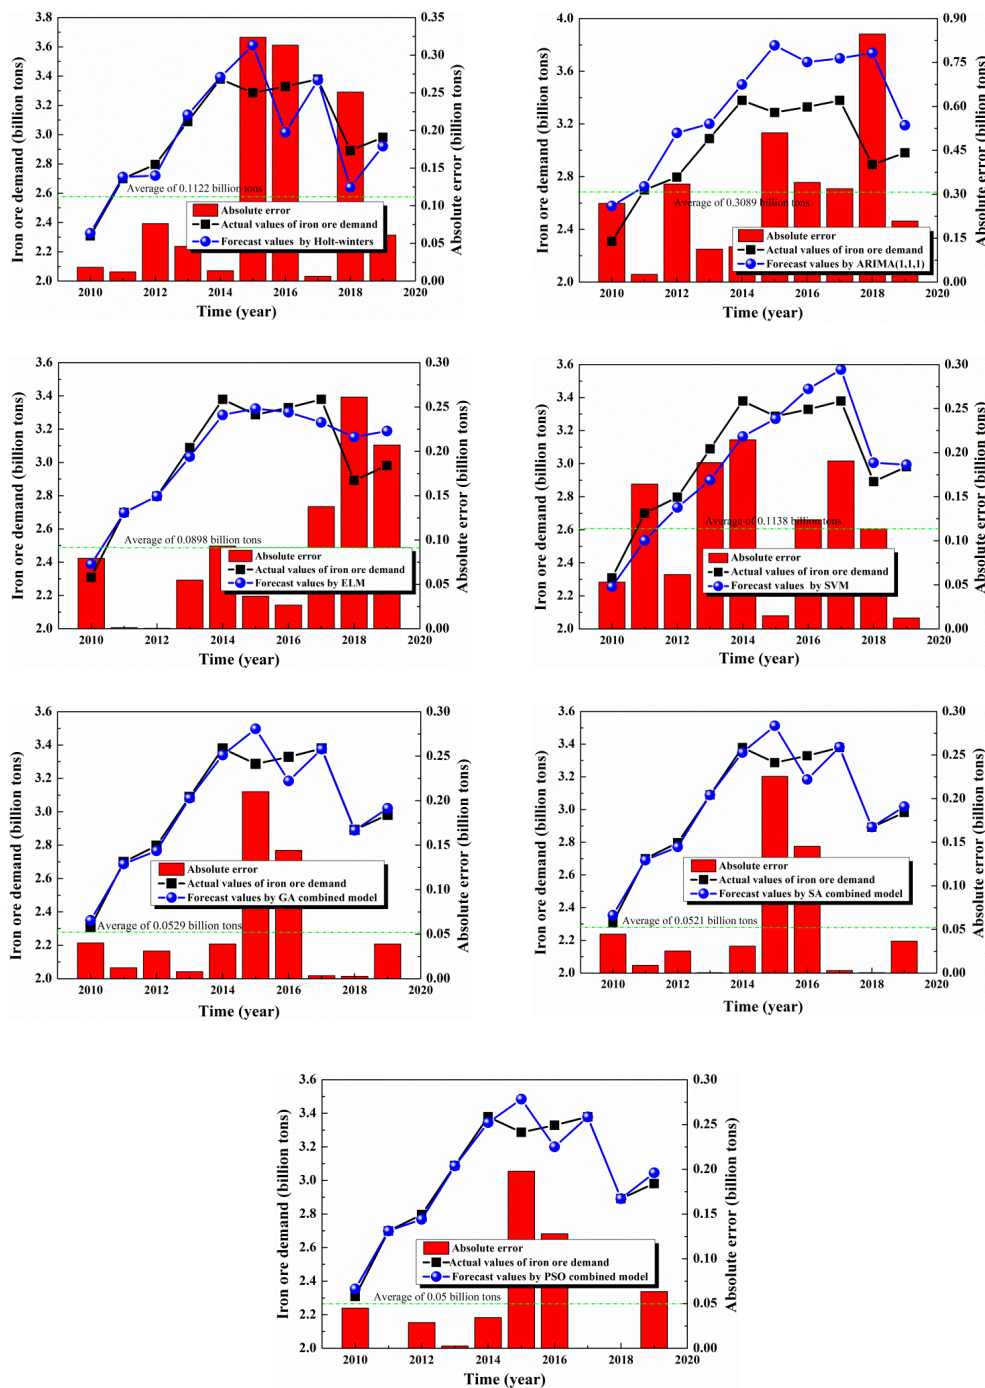 Iron ore demand (billion tons)
3.8
3.6
3.4
3.2
3.0
2.8
2.6
2.4
2.2
2.0
0.35
0.30
0.25
0.20
0.15
0.10
0.05
0.00
Absolute error (billion tons)
Average of 0.1122 billion tons
Absolute error
Actual values of iron ore demand
Forecast values by Holt-winters
2010 2012 2014 2016 2018 2020
Time (year)
Iron ore demand (billion tons)
4.0
3.6
3.2
2.8
2.4
2.0
0.90
0.75
0.60
0.45
0.30
0.15
0.00
Absolute error (billion tons)
Average of 0.3089 billion tons
Absolute error
Actual values of iron ore demand
Forecast values by ARIMA(1,1,1)
2010 2012 2014 2016 2018 2020
Time (year)
Iron ore demand (billion tons)
3.6
3.4
3.2
3.0
2.8
2.6
2.4
2.2
2.0
0.30
0.25
0.20
0.15
0.10
0.05
0.00
Absolute error (billion tons)
Average of 0.0898 billion tons
Absolute error
Actual values of iron ore demand
Forecast values by ELM
2010 2012 2014 2016 2018 2020
Time (year)
Iron ore demand (billion tons)
3.6
3.4
3.2
3.0
2.8
2.6
2.4
2.2
2.0
0.30
0.25
0.20
0.15
0.10
0.05
0.00
Absolute error (billion tons)
Average of 0.1138 billion tons
Absolute error
Actual values of iron ore demand
Forecast values by SVM
2010 2012 2014 2016 2018 2020
Time (year)
Iron ore demand (billion tons)
3.6
3.4
3.2
3.0
2.8
2.6
2.4
2.2
2.0
0.30
0.25
0.20
0.15
0.10
0.05
0.00
Absolute error (billion tons)
Absolute error
Actual values of iron ore demand
Forecast values by GA combined model
Average of 0.0529 billion tons
2010 2012 2014 2016 2018 2020
Time (year)
Iron ore demand (billion tons)
3.6
3.4
3.2
3.0
2.8
2.6
2.4
2.2
2.0
0.30
0.25
0.20
0.15
0.10
0.05
0.00
Absolute error (billion tons)
Absolute error
Actual values of iron ore demand
Forecast values by SA combined model
Average of 0.0521 billion tons
2010 2012 2014 2016 2018 2020
Time (year)
Iron ore demand (billion tons)
3.6
3.4
3.2
3.0
2.8
2.6
2.4
2.2
2.0
0.30
0.25
0.20
0.15
0.10
0.05
0.00
Absolute error (billion tons)
Absolute error
Actual values of iron ore demand
Forecast values by PSO combined model
Average of 0.05 billion tons
2010 2012 2014 2016 2018 2020
Time (year)